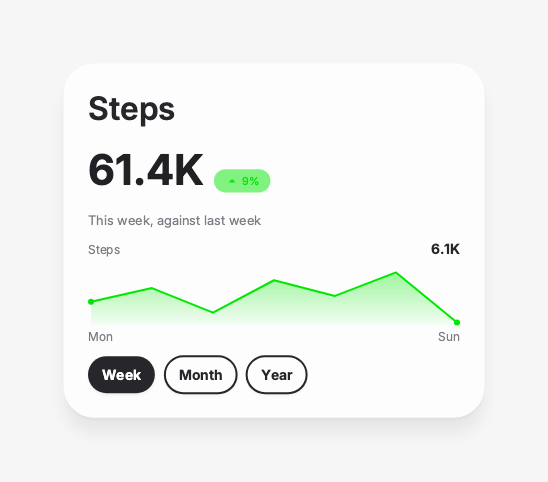 Steps
61.4K 9%
This week, against last week
Steps 6.1K
Mon Sun
Week Month Year